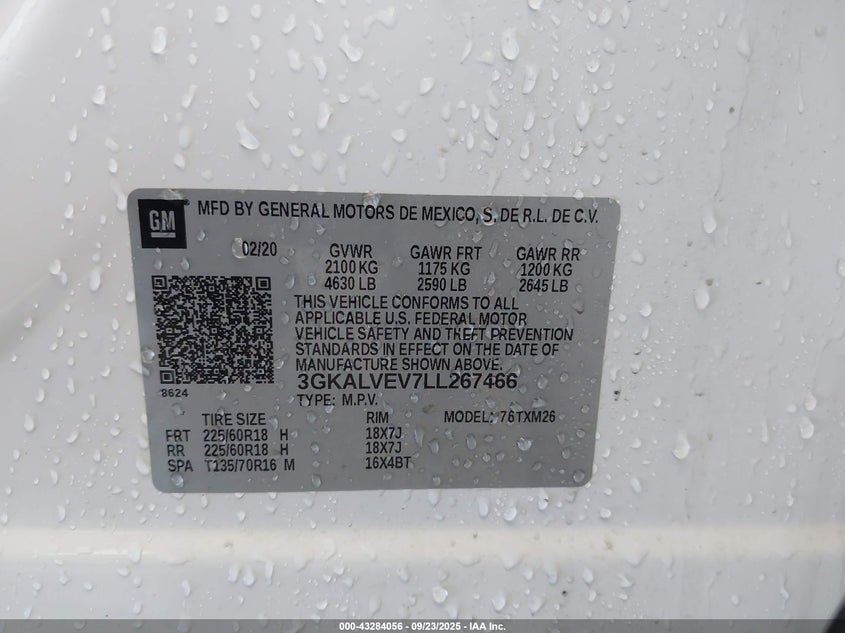 GM MFD BY GENERAL MOTORS DE MEXICO, S. DE R.L. DE C.V.
02/20 GVWR GAWR FRT GAWR RR
2100 KG 1175 KG 1200 KG
4630 LB 2590 LB 2645 LB
THIS VEHICLE CONFORMS TO ALL
APPLICABLE U.S. FEDERAL MOTOR
VEHICLE SAFETY AND THEFT PREVENTION
STANDARDS IN EFFECT ON THE DATE OF
MANUFACTURE SHOWN ABOVE.
3GKALVEV7LL267466
8624 TYPE: M.P.V.
TIRE SIZE RIM MODEL: 76TXM26
FRT 225/60R18 H 18X7J
RR 225/60R18 H 18X7J
SPA T135/70R16 M 16X4BT
000-43284056 - 09/23/2025 - IAA Inc.